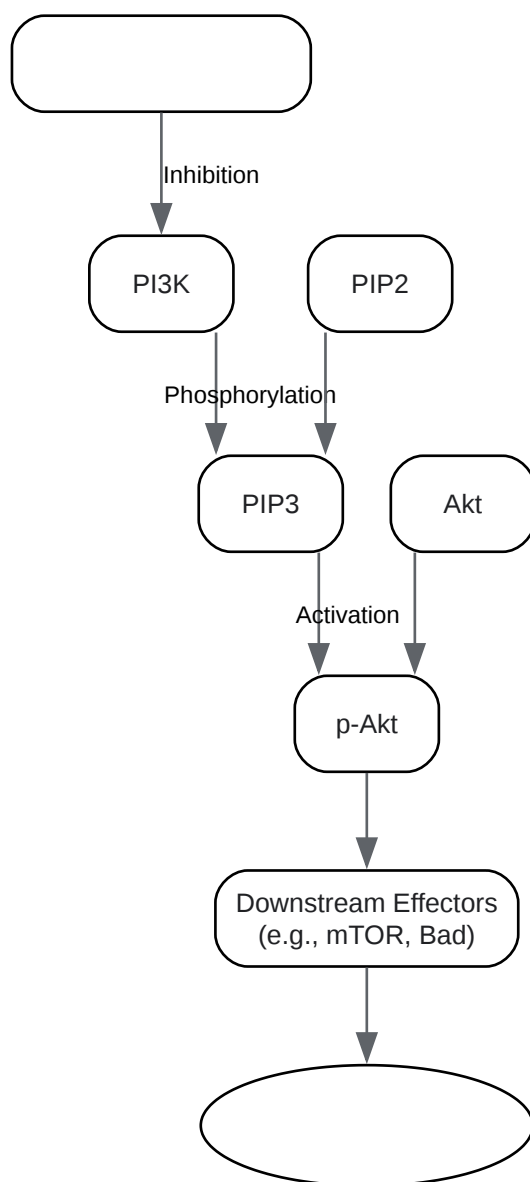 Inhibition
PI3K
PIP2
Phosphorylation
PIP3
Akt
Activation
p-Akt
Downstream Effectors
(e.g., mTOR, Bad)